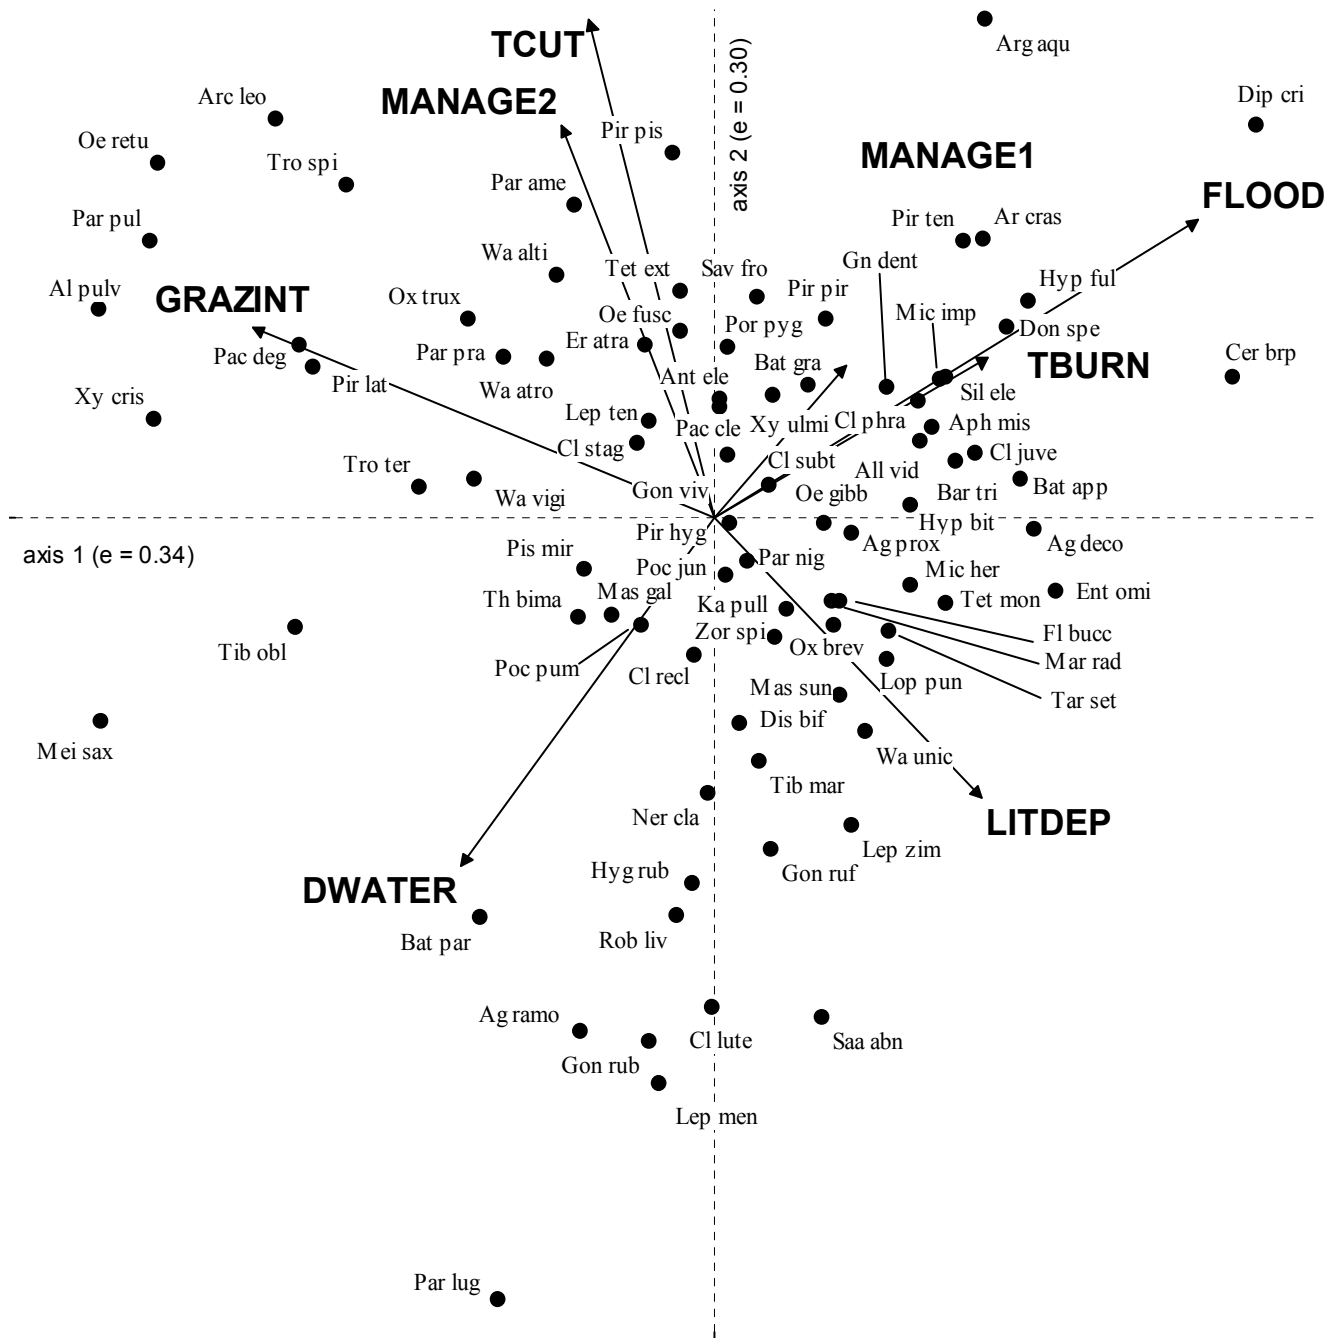 TCUT
Arg aqu
MANAGE2
axis 2 (e = 0.30)
Arc leo
Dip cri
Pir pis
Oe retu
Tro spi
MANAGE1
Par ame
FLOOD
Par pul
Pir ten
Ar cras
Wa alti
Gn dent
Tet ext
Sav fro
Hyp ful
Al pulv
GRAZINT
Ox trux
Pir pir
Mic imp
Oe fusc
Por pyg
Don spe
Er atra
Pac deg
Par pra
Bat gra
TBURN
Cer brp
Pir lat
Ant ele
Wa atro
Sil ele
Xy cris
Lep ten
Pac cle
Xy ulmi
Cl phra
Aph mis
Cl stag
Cl subt
All vid
Cl juve
Tro ter
Wa vigi
Gon viv
Oe gibb
Bar tri
Bat app
Hyp bit
Pir hyg
Ag prox
Ag deco
axis 1 (e = 0.34)
Pis mir
Poc jun
Par nig
Mic her
Th bima
Mas gal
Ka pull
Tet mon
Ent omi
Tib obl
Zor spi
Ox brev
Fl bucc
Poc pum
Cl recl
Mar rad
Lop pun
Mas sun
Tar set
Dis bif
Mei sax
Wa unic
Tib mar
Ner cla
LITDEP
Lep zim
Hyg rub
Gon ruf
DWATER
Bat par
Rob liv
Ag ramo
Cl lute
Saa abn
Gon rub
Lep men
Par lug